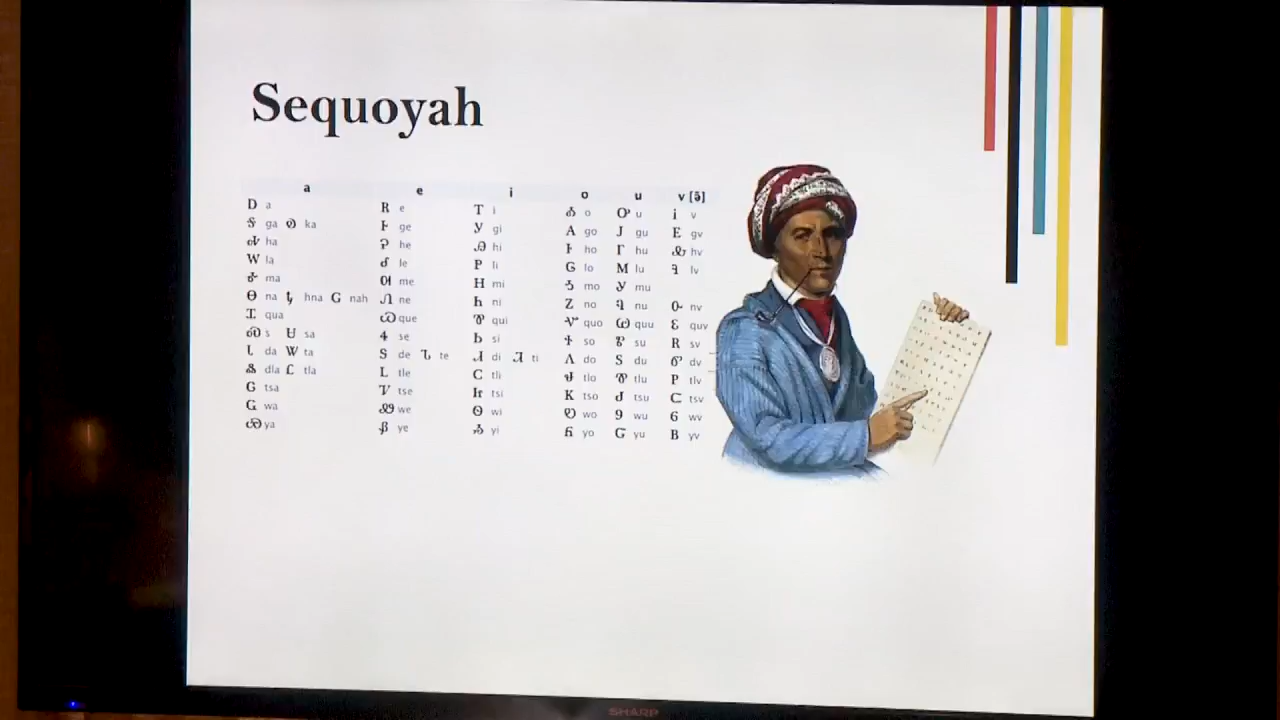 Sequoyah
a e i o u v [ə̃]
Ꭰ a Ꭱ e Ꭲ i Ꭳ o Ꭴ u Ꭵ v
Ꭶ ga Ꭷ ka Ꭸ ge Ꭹ gi Ꭺ go Ꭻ gu Ꭼ gv
Ꭽ ha Ꭾ he Ꭿ hi Ꮀ ho Ꮁ hu Ꮂ hv
Ꮃ la Ꮄ le Ꮅ li Ꮆ lo Ꮇ lu Ꮈ lv
Ꮉ ma Ꮊ me Ꮋ mi Ꮌ mo Ꮍ mu
Ꮎ na Ꮏ hna Ꮐ nah Ꮑ ne Ꮒ ni Ꮓ no Ꮔ nu Ꮕ nv
Ꮖ qua Ꮗ que Ꮘ qui Ꮙ quo Ꮚ quu Ꮛ quv
Ꮝ s Ꮜ sa Ꮞ se Ꮟ si Ꮠ so Ꮡ su Ꮢ sv
Ꮣ da Ꮤ ta Ꮥ de Ꮦ te Ꮧ di Ꮨ ti Ꮩ do Ꮪ du Ꮫ dv
Ꮬ dla Ꮭ tla Ꮮ tle Ꮯ tli Ꮰ tlo Ꮱ tlu Ꮲ tlv
Ꮳ tsa Ꮴ tse Ꮵ tsi Ꮶ tso Ꮷ tsu Ꮸ tsv
Ꮹ wa Ꮺ we Ꮻ wi Ꮼ wo Ꮽ wu Ꮾ wv
Ꮿ ya Ᏸ ye Ᏹ yi Ᏺ yo Ᏻ yu Ᏼ yv
SHARP